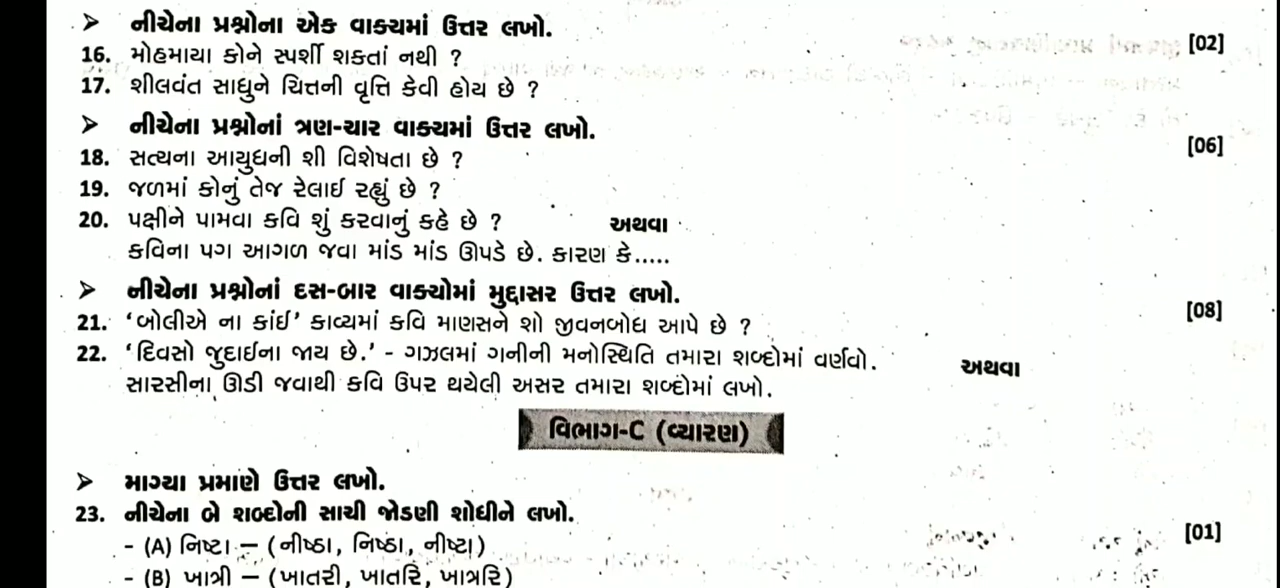 ➤ નીચેના પ્રશ્નોના એક વાક્યમાં ઉત્તર લખો. [02]
16. મોહમાયા કોને સ્પર્શી શકતાં નથી ?
17. શીલવંત સાધુને ચિત્તની વૃત્તિ કેવી હોય છે ?
➤ નીચેના પ્રશ્નોનાં ત્રણ-ચાર વાક્યમાં ઉત્તર લખો. [06]
18. સત્યના આયુધની શી વિશેષતા છે ?
19. જળમાં કોનું તેજ રેલાઈ રહ્યું છે ?
20. પક્ષીને પામવા કવિ શું કરવાનું કહે છે ? અથવા
કવિના પગ આગળ જવા માંડ માંડ ઊપડે છે. કારણ કે.....
➤ નીચેના પ્રશ્નોનાં દસ-બાર વાક્યોમાં મુદ્દાસર ઉત્તર લખો. [08]
21. ‘બોલીએ ના કાંઈ’ કાવ્યમાં કવિ માણસને શો જીવનબોધ આપે છે ?
22. ‘દિવસો જુદાઈના જાય છે.’ - ગઝલમાં ગનીની મનોસ્થિતિ તમારા શબ્દોમાં વર્ણવો. અથવા
સારસીના ઊડી જવાથી કવિ ઉપર થયેલી અસર તમારા શબ્દોમાં લખો.
વિભાગ-C (વ્યારણ)
➤ માગ્યા પ્રમાણે ઉત્તર લખો.
23. નીચેના બે શબ્દોની સાચી જોડણી શોધીને લખો. [01]
- (A) નિષ્ટા – (નીષ્ઠા, નિષ્ઠા, નીષ્ટા)
- (B) ખાત્રી – (ખાતરી, ખાતરિ, ખાત્રરિ)